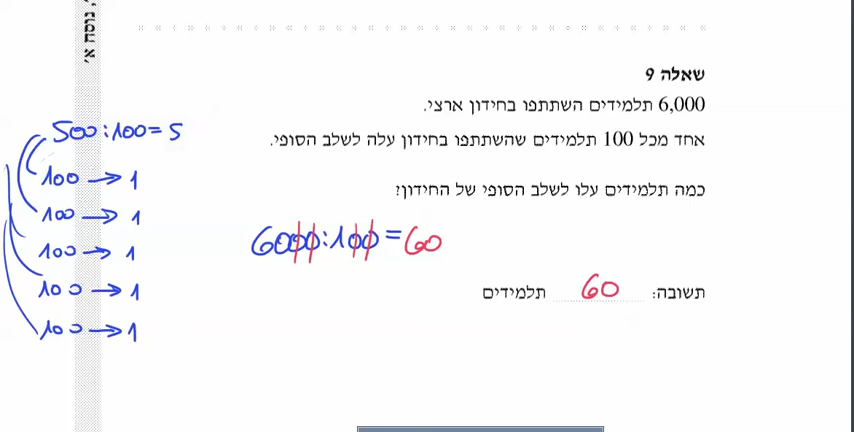 נוסח א'
שאלה 9
6,000 תלמידים השתתפו בחידון ארצי.
אחד מכל 100 תלמידים שהשתתפו בחידון עלה לשלב הסופי.
כמה תלמידים עלו לשלב הסופי של החידון?
6000:100=60
תשובה: 60 תלמידים
500:100=5
100→1
100→1
100→1
100→1
100→1